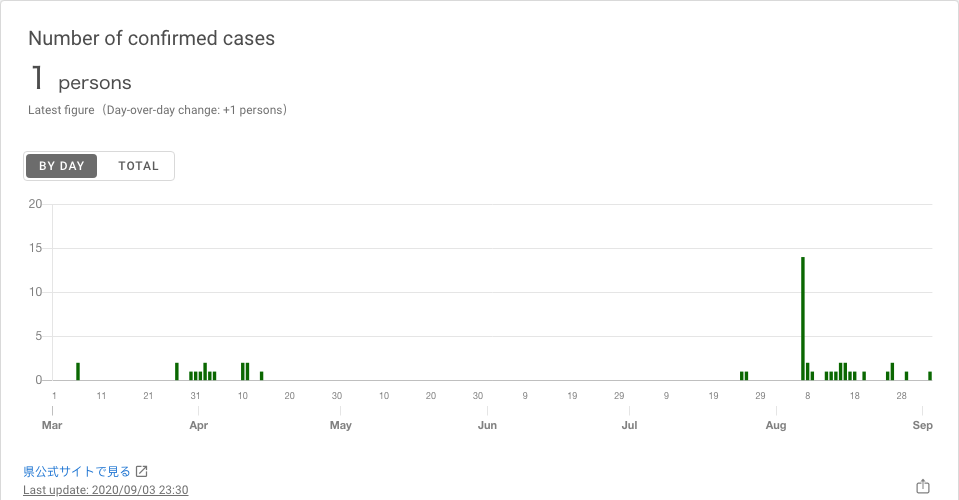 Number of confirmed cases
1 persons
Latest figure（Day-over-day change: +1 persons）
BY DAY TOTAL
20
15
10
5
0
1 11 21 31 10 20 30 10 20 30 9 19 29 9 19 29 8 18 28
Mar Apr May Jun Jul Aug Sep
県公式サイトで見る
Last update: 2020/09/03 23:30